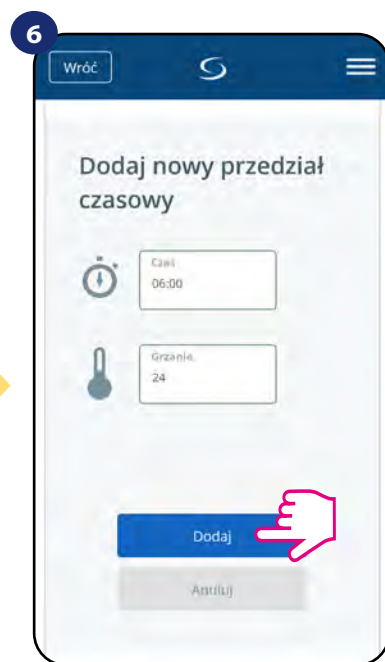 6
Wróć
Dodaj nowy przedział
czasowy
Czas
06:00
Grzanie
24
Dodaj
Anuluj